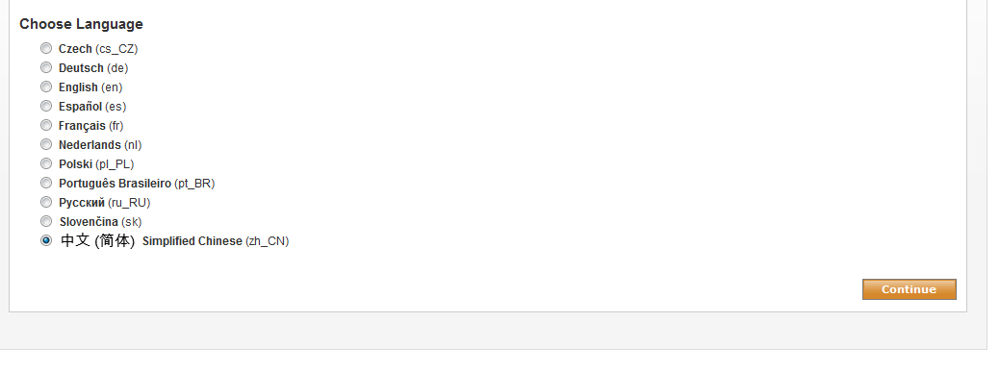 Choose Language
Czech (cs_CZ)
Deutsch (de)
English (en)
Español (es)
Français (fr)
Nederlands (nl)
Polski (pl_PL)
Português Brasileiro (pt_BR)
Русский (ru_RU)
Slovenčina (sk)
中文 (简体) Simplified Chinese (zh_CN)
Continue